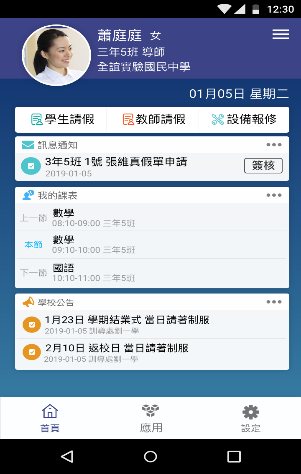 12:30
蕭庭庭 女
三年5班 導師
全誼實驗國民中學
01月05日 星期二
學生請假 教師請假 設備報修
訊息通知
3年5班 1號 張維真假單申請 簽核
2019-01-05
我的課表
上一節 數學
08:10-09:00 三年5班
本節 數學
09:10-10:00 三年5班
下一節 國語
10:10-11:00 三年5班
學校公告
1月23日 學期結業式 當日請著制服
2019-01-05 訓導處劉一學
2月10日 返校日 當日請著制服
2019-01-05 訓導處劉一學
首頁 應用 設定